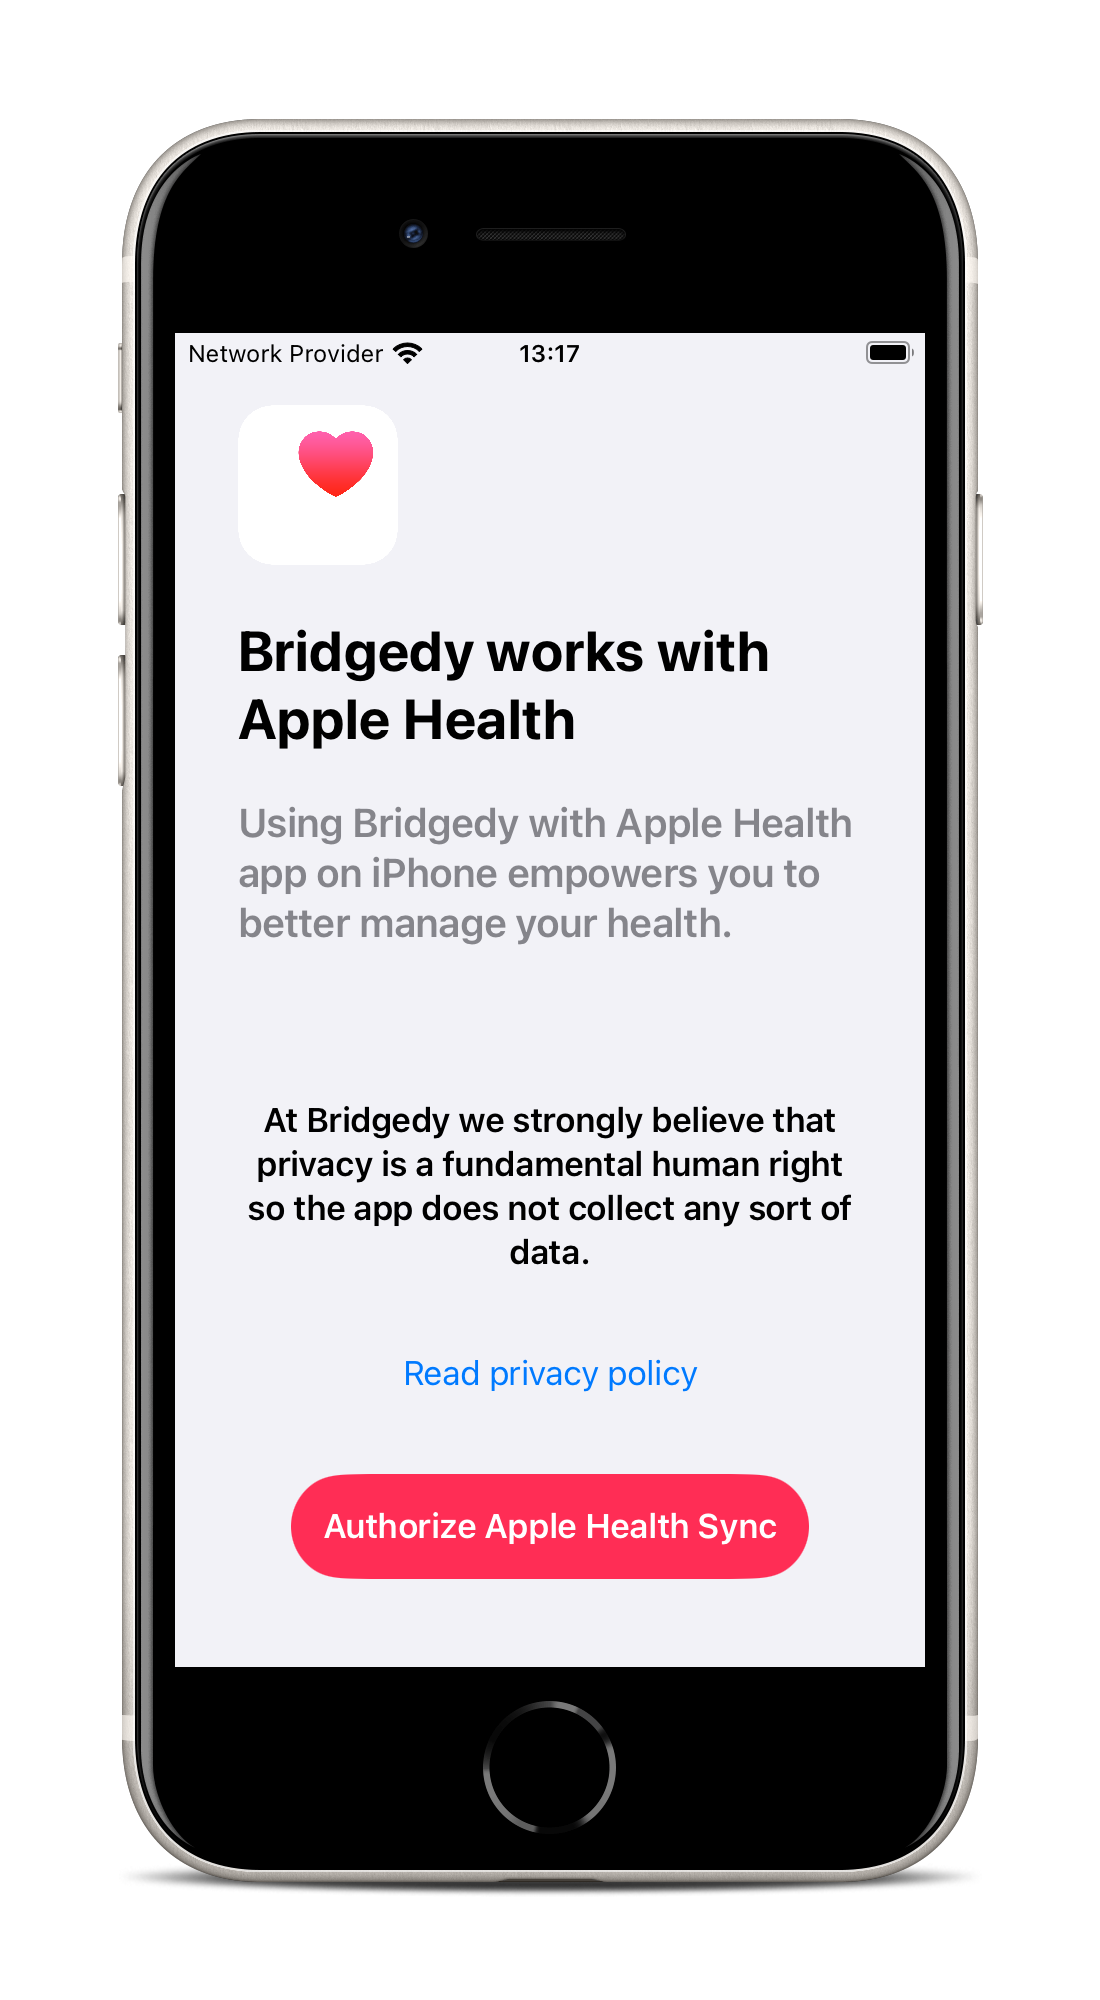 Network Provider 13:17
Bridgedy works with
Apple Health
Using Bridgedy with Apple Health
app on iPhone empowers you to
better manage your health.
At Bridgedy we strongly believe that
privacy is a fundamental human right
so the app does not collect any sort of
data.
Read privacy policy
Authorize Apple Health Sync